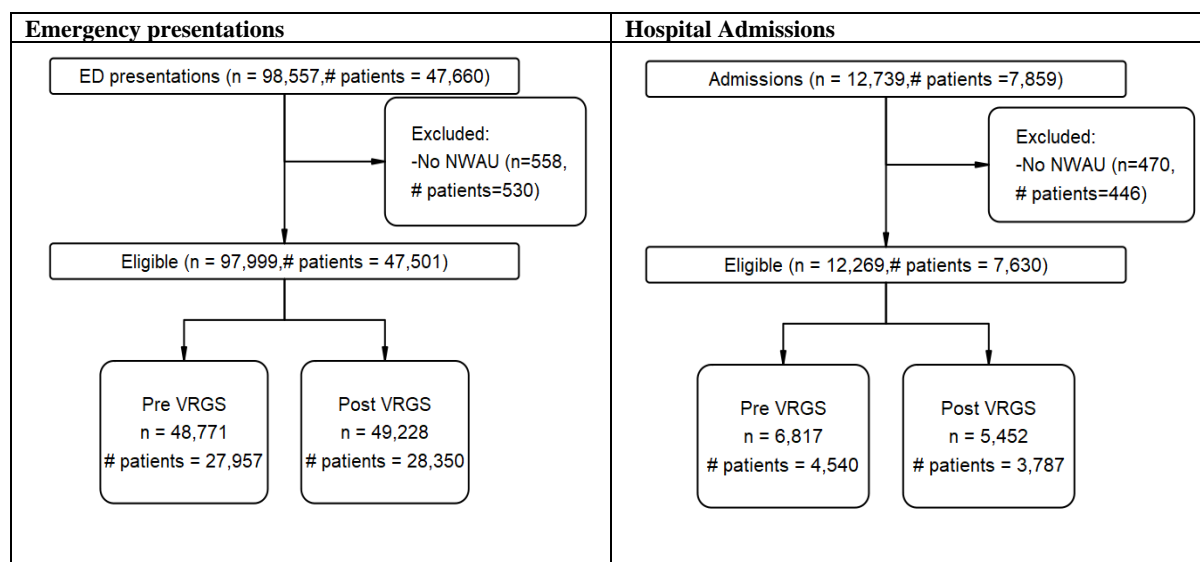 Emergency presentations
ED presentations (n = 98,557,# patients = 47,660)
Excluded:
-No NWAU (n=558,
# patients=530)
Eligible (n = 97,999,# patients = 47,501)
Pre VRGS
n = 48,771
# patients = 27,957
Post VRGS
n = 49,228
# patients = 28,350
Hospital Admissions
Admissions (n = 12,739,# patients =7,859)
Excluded:
-No NWAU (n=470,
# patients=446)
Eligible (n = 12,269,# patients = 7,630)
Pre VRGS
n = 6,817
# patients = 4,540
Post VRGS
n = 5,452
# patients = 3,787